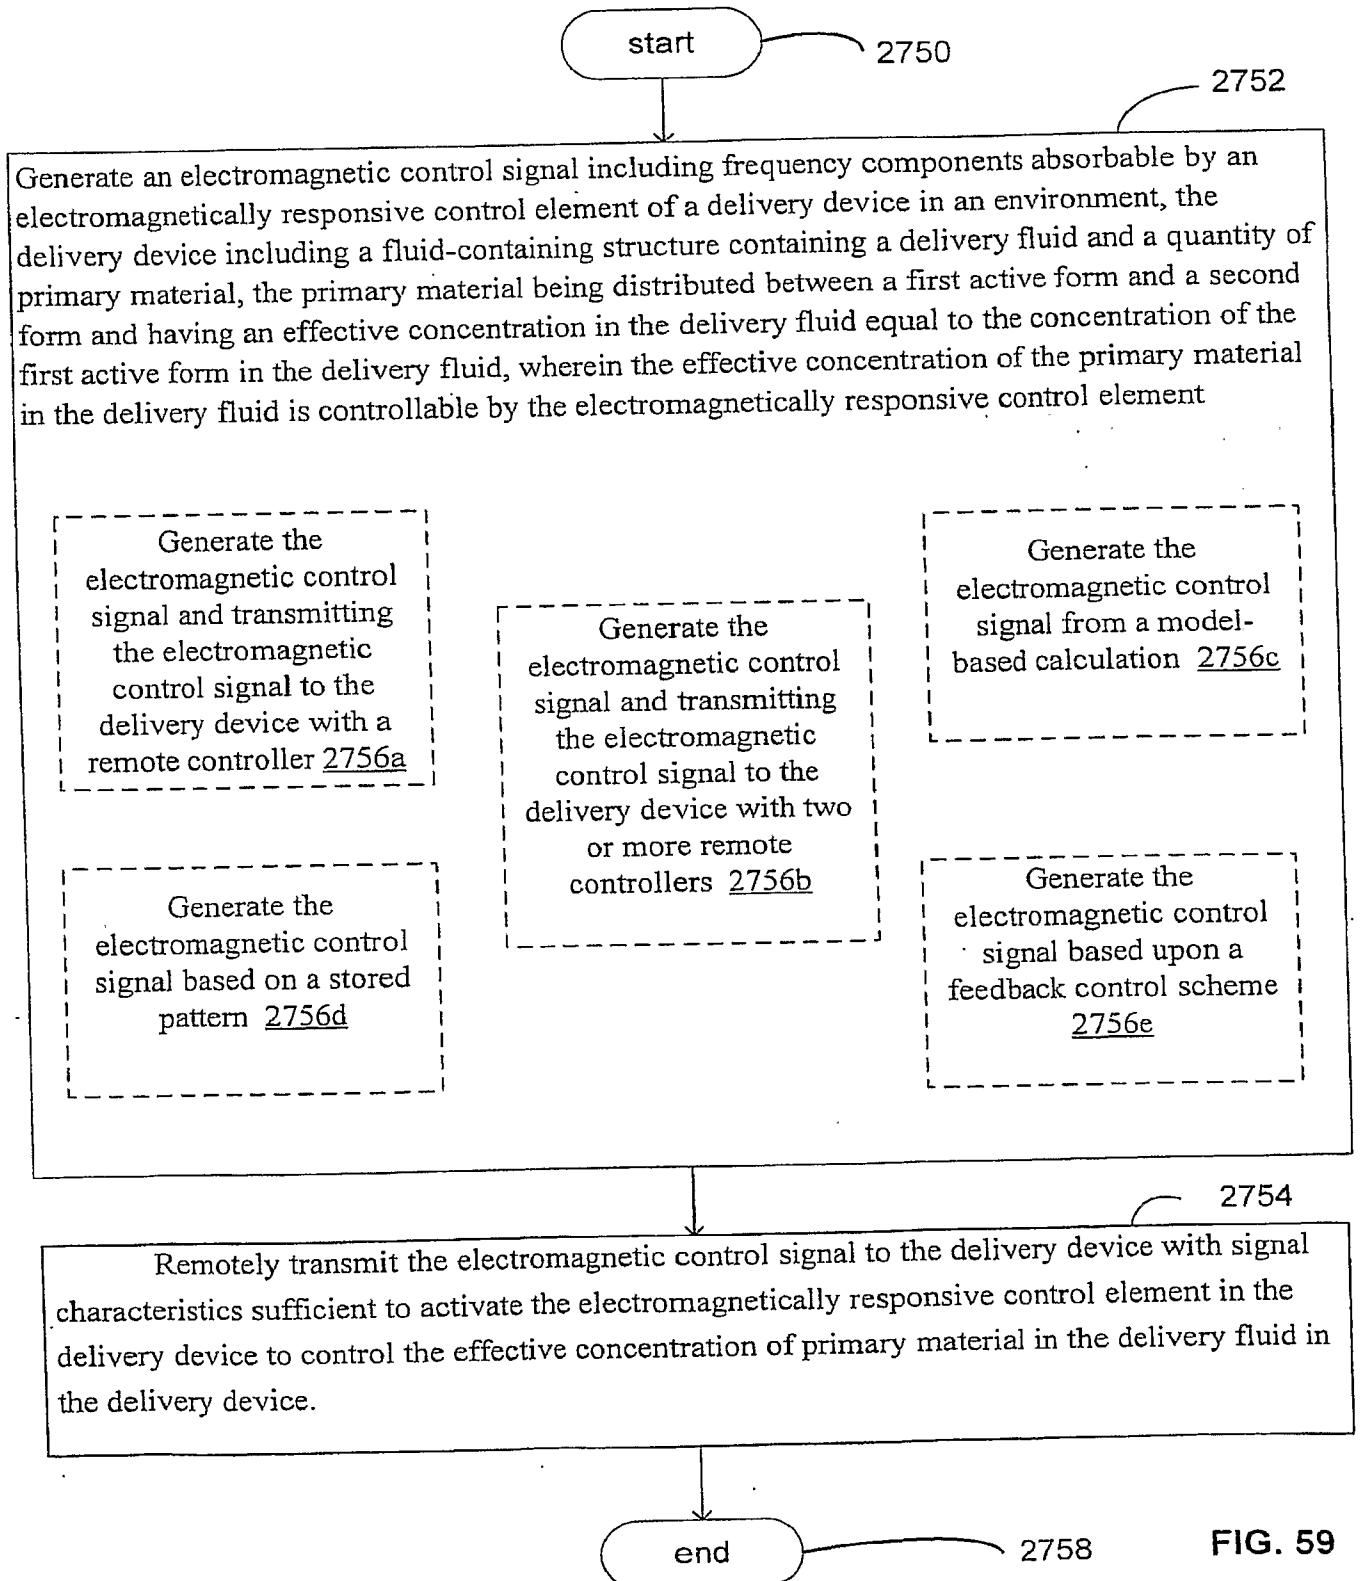 start
2750
2752
Generate an electromagnetic control signal including frequency components absorbable by an
electromagnetically responsive control element of a delivery device in an environment, the
delivery device including a fluid-containing structure containing a delivery fluid and a quantity of
primary material, the primary material being distributed between a first active form and a second
form and having an effective concentration in the delivery fluid equal to the concentration of the
first active form in the delivery fluid, wherein the effective concentration of the primary material
in the delivery fluid is controllable by the electromagnetically responsive control element
Generate the
electromagnetic control
signal and transmitting
the electromagnetic
control signal to the
delivery device with a
remote controller 2756a
Generate the
electromagnetic control
signal and transmitting
the electromagnetic
control signal to the
delivery device with two
or more remote
controllers 2756b
Generate the
electromagnetic control
signal from a model-
based calculation 2756c
Generate the
electromagnetic control
signal based on a stored
pattern 2756d
Generate the
electromagnetic control
signal based upon a
feedback control scheme
2756e
2754
Remotely transmit the electromagnetic control signal to the delivery device with signal
characteristics sufficient to activate the electromagnetically responsive control element in the
delivery device to control the effective concentration of primary material in the delivery fluid in
the delivery device.
end
2758
FIG. 59